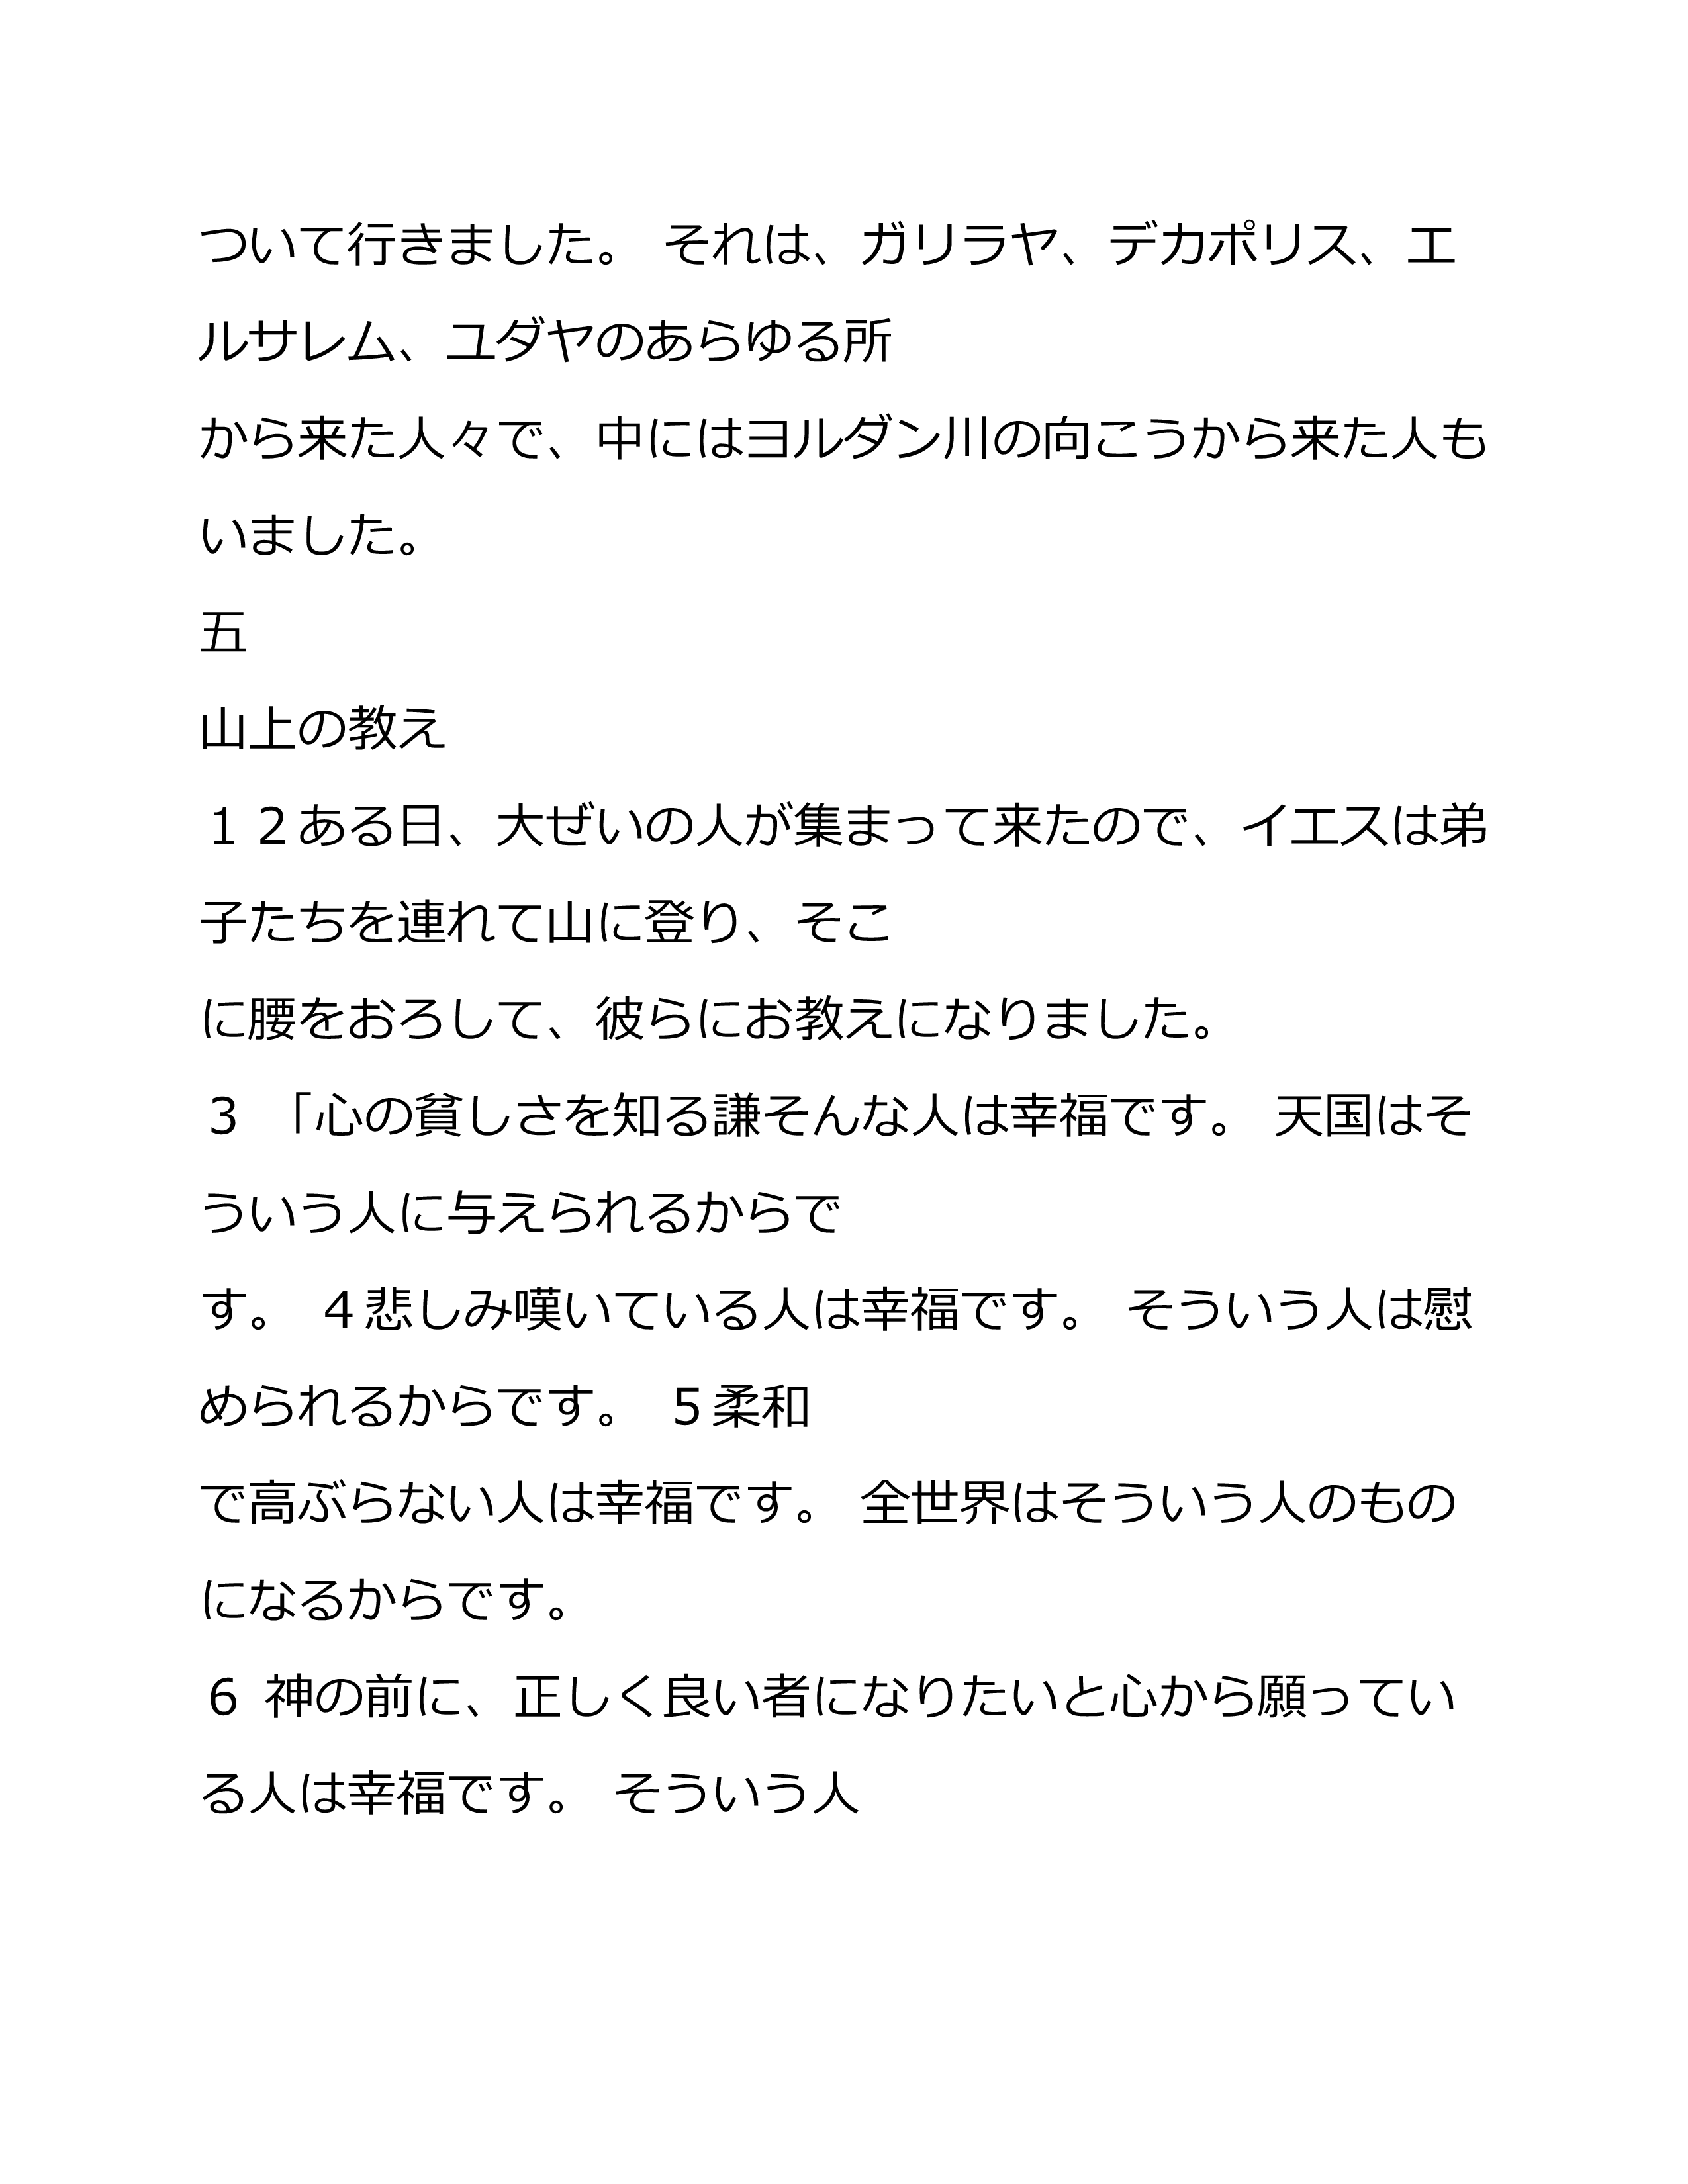 ついて行きました。 それは、ガリラヤ、デカポリス、エ
ルサレム、ユダヤのあらゆる所
から来た人々で、中にはヨルダン川の向こうから来た人も
いました。
五
山上の教え
１２ある日、大ぜいの人が集まって来たので、イエスは弟
子たちを連れて山に登り、そこ
に腰をおろして、彼らにお教えになりました。
３ 「心の貧しさを知る謙そんな人は幸福です。 天国はそ
ういう人に与えられるからで
す。 ４悲しみ嘆いている人は幸福です。 そういう人は慰
められるからです。 ５柔和
で高ぶらない人は幸福です。 全世界はそういう人のもの
になるからです。
６ 神の前に、正しく良い者になりたいと心から願ってい
る人は幸福です。 そういう人